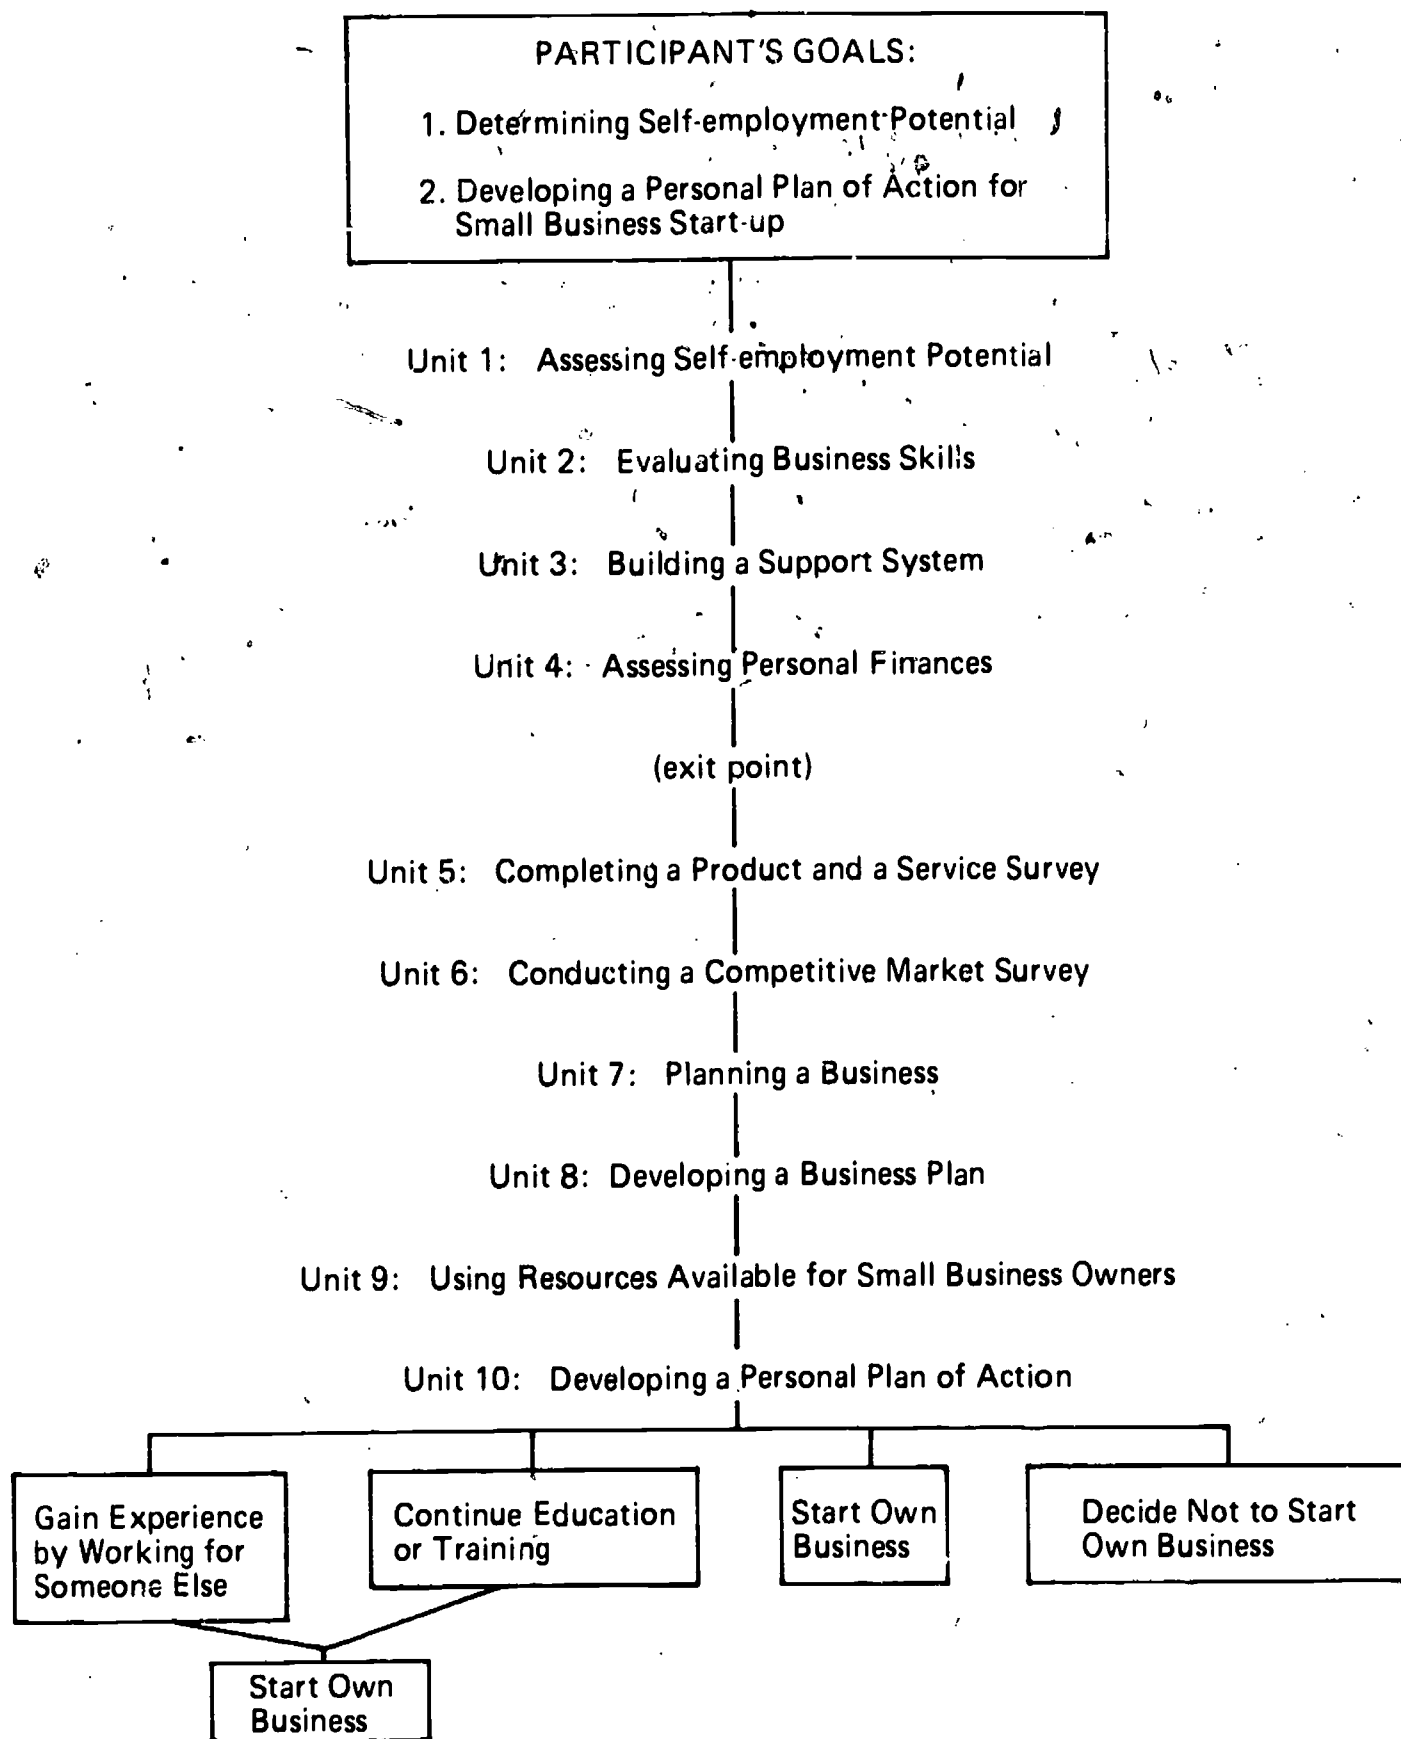 PARTICIPANT'S GOALS:
1. Determining Self-employment Potential
2. Developing a Personal Plan of Action for
Small Business Start-up
Unit 1: Assessing Self-employment Potential
Unit 2: Evaluating Business Skills
Unit 3: Building a Support System
Unit 4: Assessing Personal Finances
(exit point)
Unit 5: Completing a Product and a Service Survey
Unit 6: Conducting a Competitive Market Survey
Unit 7: Planning a Business
Unit 8: Developing a Business Plan
Unit 9: Using Resources Available for Small Business Owners
Unit 10: Developing a Personal Plan of Action
Gain Experience
by Working for
Someone Else
Continue Education
or Training
Start Own
Business
Decide Not to Start
Own Business
Start Own
Business